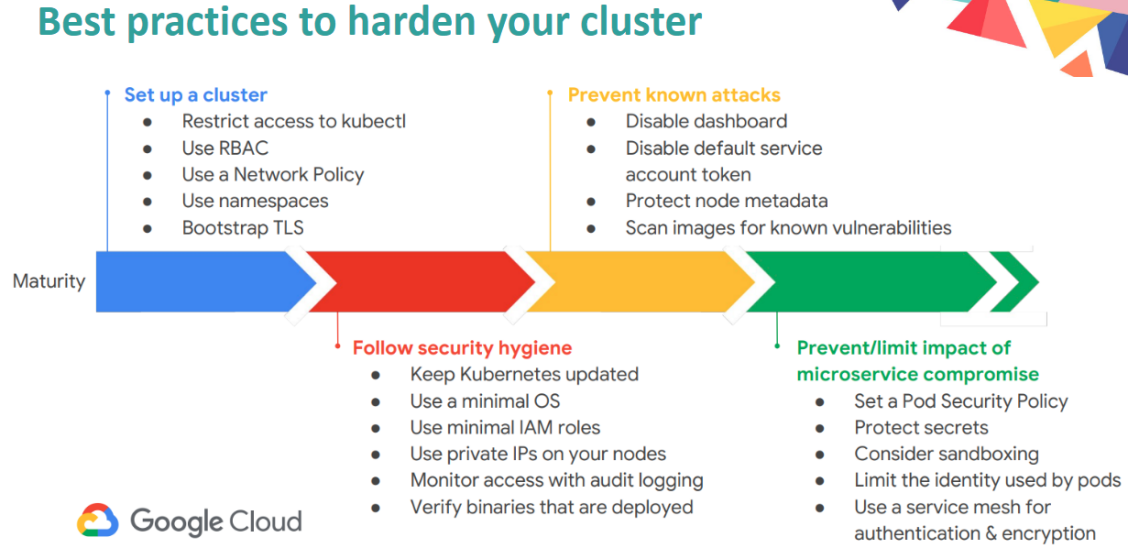 Best practices to harden your cluster
Set up a cluster
● Restrict access to kubectl
● Use RBAC
● Use a Network Policy
● Use namespaces
● Bootstrap TLS
Prevent known attacks
● Disable dashboard
● Disable default service
account token
● Protect node metadata
● Scan images for known vulnerabilities
Maturity
Follow security hygiene
● Keep Kubernetes updated
● Use a minimal OS
● Use minimal IAM roles
● Use private IPs on your nodes
● Monitor access with audit logging
● Verify binaries that are deployed
Prevent/limit impact of
microservice compromise
● Set a Pod Security Policy
● Protect secrets
● Consider sandboxing
● Limit the identity used by pods
● Use a service mesh for
authentication & encryption
Google Cloud